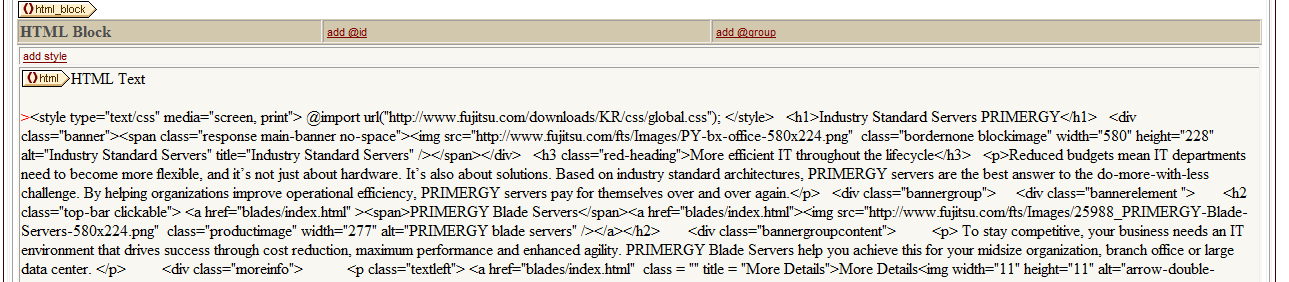 html_block
HTML Block add @id add @group
add style
html HTML Text
><style type="text/css" media="screen, print"> @import url("http://www.fujitsu.com/downloads/KR/css/global.css"); </style> <h1>Industry Standard Servers PRIMERGY</h1> <div
class="banner"><span class="response main-banner no-space"><img src="http://www.fujitsu.com/fts/Images/PY-bx-office-580x224.png" class="bordernone blockimage" width="580" height="228"
alt="Industry Standard Servers" title="Industry Standard Servers" /></span></div> <h3 class="red-heading">More efficient IT throughout the lifecycle</h3> <p>Reduced budgets mean IT departments
need to become more flexible, and it’s not just about hardware. It’s also about solutions. Based on industry standard architectures, PRIMERGY servers are the best answer to the do-more-with-less
challenge. By helping organizations improve operational efficiency, PRIMERGY servers pay for themselves over and over again.</p> <div class="bannergroup"> <div class="bannerelement "> <h2
class="top-bar clickable"> <a href="blades/index.html" ><span>PRIMERGY Blade Servers</span><a href="blades/index.html"><img src="http://www.fujitsu.com/fts/Images/25988_PRIMERGY-Blade-
Servers-580x224.png" class="productimage" width="277" alt="PRIMERGY blade servers" /></a></h2> <div class="bannergroupcontent"> <p> To stay competitive, your business needs an IT
environment that drives success through cost reduction, maximum performance and enhanced agility. PRIMERGY Blade Servers help you achieve this for your midsize organization, branch office or large
data center. </p> <div class="moreinfo"> <p class="textleft"> <a href="blades/index.html" class = "" title = "More Details">More Details<img width="11" height="11" alt="arrow-double-